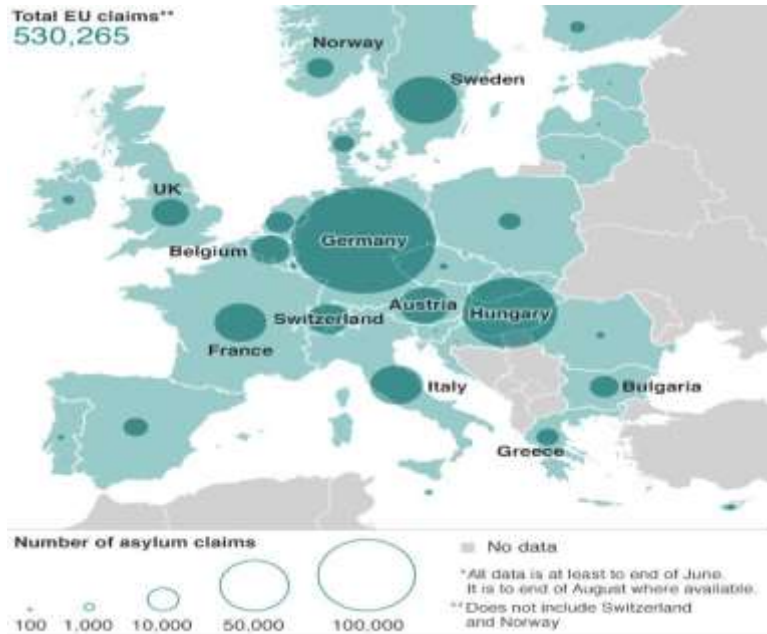 Total EU claims**
530,265
Norway
Sweden
UK
Germany
Belgium
Austria
Hungary
Switzerland
France
Italy
Bulgaria
Greece
Number of asylum claims
No data
*All data is at least to end of June.
It is to end of August where available.
**Does not include Switzerland
and Norway
100 1,000 10,000 50,000 100,000